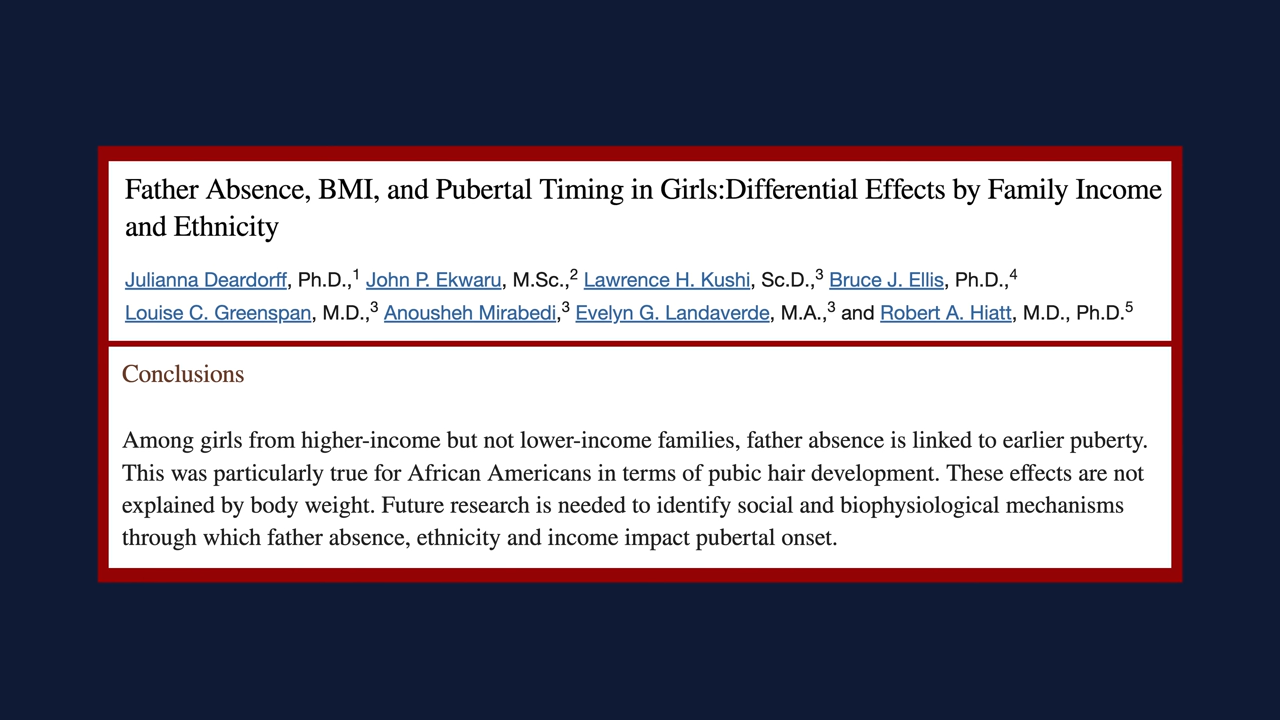 Father Absence, BMI, and Pubertal Timing in Girls:Differential Effects by Family Income
and Ethnicity
Julianna Deardorff, Ph.D.,1 John P. Ekwaru, M.Sc.,2 Lawrence H. Kushi, Sc.D.,3 Bruce J. Ellis, Ph.D.,4
Louise C. Greenspan, M.D.,3 Anousheh Mirabedi,3 Evelyn G. Landaverde, M.A.,3 and Robert A. Hiatt, M.D., Ph.D.5
Conclusions
Among girls from higher-income but not lower-income families, father absence is linked to earlier puberty.
This was particularly true for African Americans in terms of pubic hair development. These effects are not
explained by body weight. Future research is needed to identify social and biophysiological mechanisms
through which father absence, ethnicity and income impact pubertal onset.